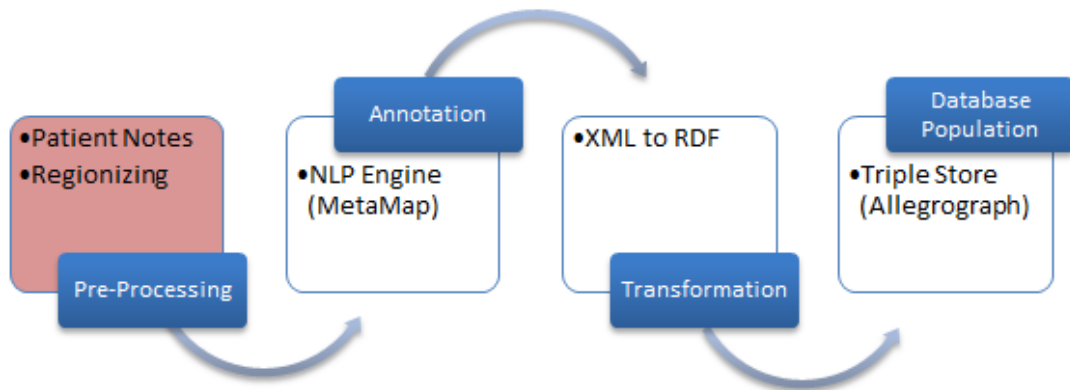 •Patient Notes
•Regionizing
Pre-Processing
Annotation
•NLP Engine
(MetaMap)
•XML to RDF
Transformation
Database
Population
•Triple Store
(Allegrograph)